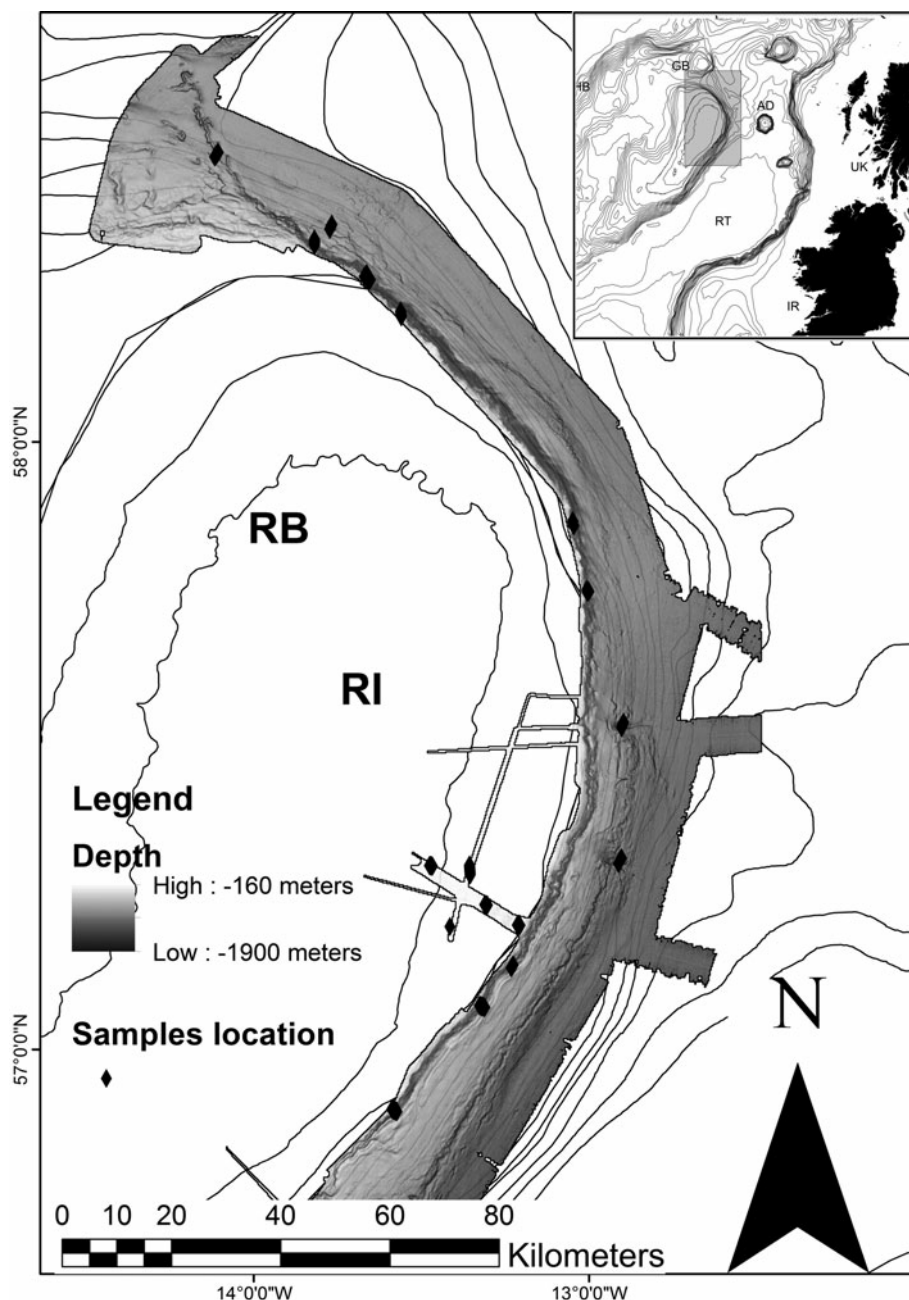 GB
HB
AD
UK
RT
IR
58°0'0"N
RB
RI
Legend
Depth
High : -160 meters
Low : -1900 meters
Samples location
57°0'0"N
N
0 10 20 40 60 80
Kilometers
14°0'0"W 13°0'0"W